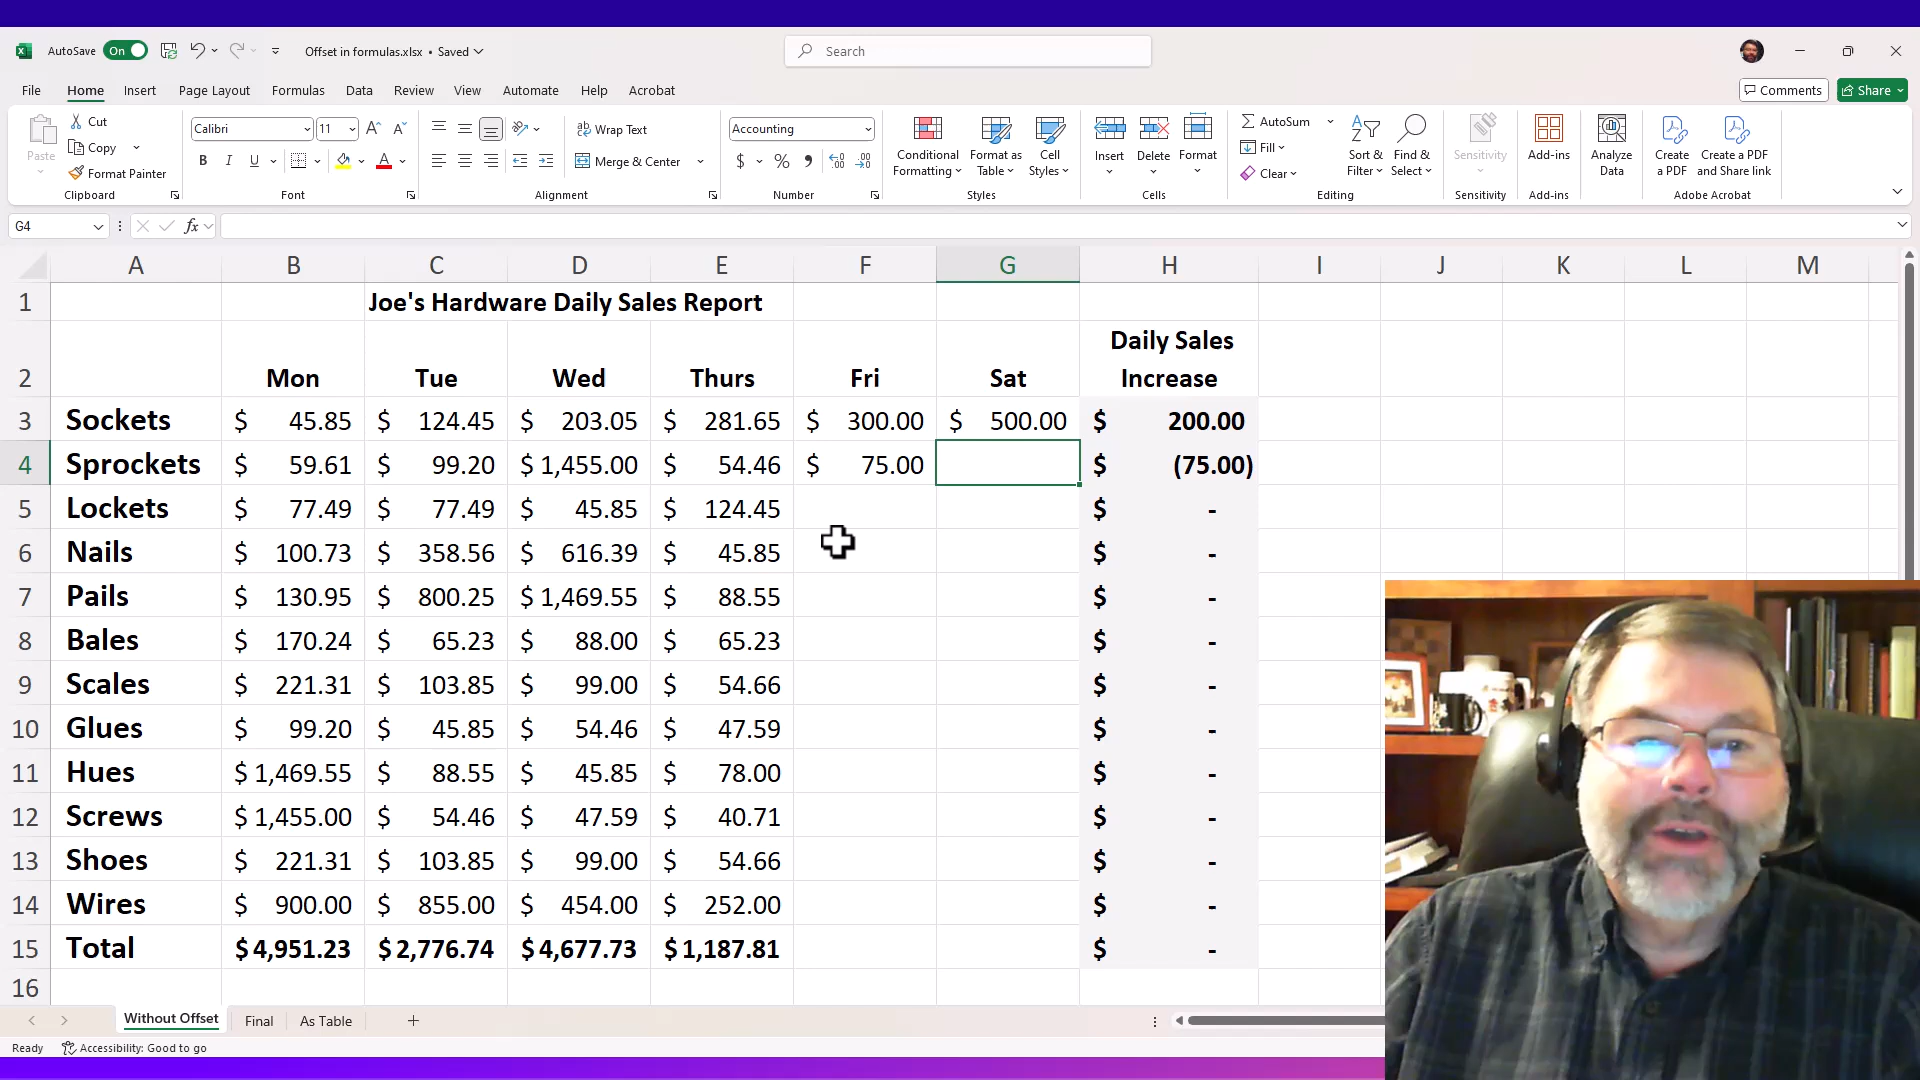 AutoSave On Offset in formulas.xlsx • Saved Search
File Home Insert Page Layout Formulas Data Review View Automate Help Acrobat Comments Share
Paste Cut Copy Format Painter Clipboard
Calibri 11 B I U A Font
ab Wrap Text Merge & Center Alignment
Accounting $ % Number
Conditional Formatting Format as Table Cell Styles Styles
Insert Delete Format Cells
AutoSum Fill Clear Sort & Filter Find & Select Editing
Sensitivity Sensitivity
Add-ins Add-ins
Analyze Data
Create a PDF Create a PDF and Share link Adobe Acrobat
G4 fx
A B C D E F G H I J K L M
1 Joe's Hardware Daily Sales Report
Daily Sales
2 Mon Tue Wed Thurs Fri Sat Increase
3 Sockets $ 45.85 $ 124.45 $ 203.05 $ 281.65 $ 300.00 $ 500.00 $ 200.00
4 Sprockets $ 59.61 $ 99.20 $ 1,455.00 $ 54.46 $ 75.00 $ (75.00)
5 Lockets $ 77.49 $ 77.49 $ 45.85 $ 124.45 $ -
6 Nails $ 100.73 $ 358.56 $ 616.39 $ 45.85 $ -
7 Pails $ 130.95 $ 800.25 $ 1,469.55 $ 88.55 $ -
8 Bales $ 170.24 $ 65.23 $ 88.00 $ 65.23 $ -
9 Scales $ 221.31 $ 103.85 $ 99.00 $ 54.66 $ -
10 Glues $ 99.20 $ 45.85 $ 54.46 $ 47.59 $ -
11 Hues $ 1,469.55 $ 88.55 $ 45.85 $ 78.00 $ -
12 Screws $ 1,455.00 $ 54.46 $ 47.59 $ 40.71 $ -
13 Shoes $ 221.31 $ 103.85 $ 99.00 $ 54.66 $ -
14 Wires $ 900.00 $ 855.00 $ 454.00 $ 252.00 $ -
15 Total $ 4,951.23 $ 2,776.74 $ 4,677.73 $ 1,187.81 $ -
16
Without Offset Final As Table +
Ready Accessibility: Good to go